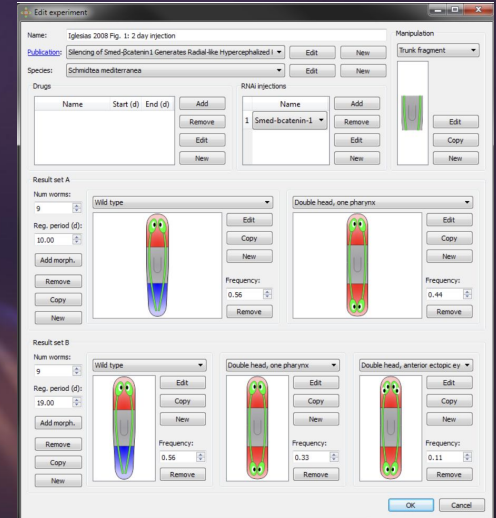 Edit experiment
Name: Iglesias 2008 Fig. 1: 2 day injection
Publication: Silencing of Smed-βcatenin1 Generates Radial-like Hypercephalized I Edit New
Species: Schmidtea mediterranea Edit New
Manipulation
Trunk fragment
Edit
Copy
New
Drugs
Name Start (d) End (d)
Add
Remove
Edit
New
RNAi injections
Name
1 Smed-bcatenin-1
Add
Remove
Edit
New
Result set A
Num worms:
9
Reg. period (d):
10.00
Add morph.
Remove
Copy
New
Wild type
Edit
Copy
New
Frequency:
0.56
Remove
Double head, one pharynx
Edit
Copy
New
Frequency:
0.44
Remove
Result set B
Num worms:
9
Reg. period (d):
19.00
Add morph.
Remove
Copy
New
Wild type
Edit
Copy
New
Frequency:
0.56
Remove
Double head, one pharynx
Edit
Copy
New
Frequency:
0.33
Remove
Double head, anterior ectopic ey
Edit
Copy
New
Frequency:
0.11
Remove
OK Cancel